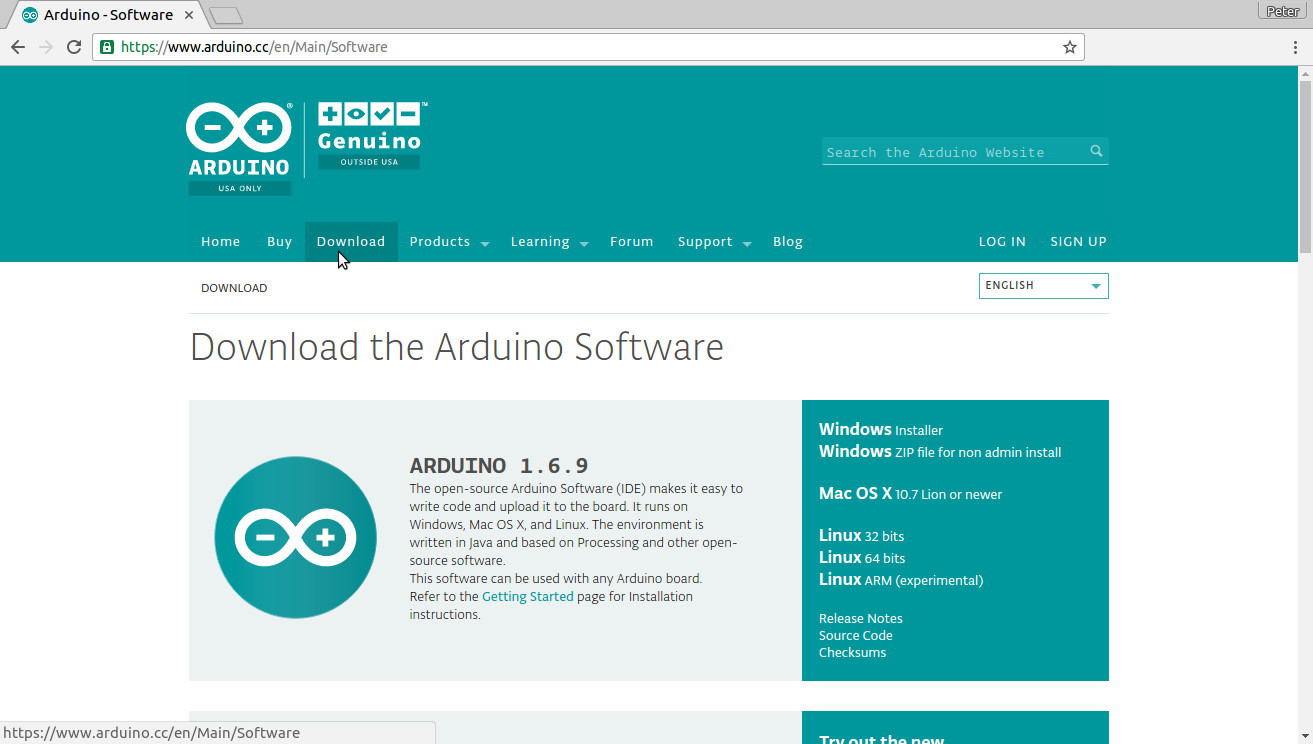 Arduino - Software
Peter
https://www.arduino.cc/en/Main/Software
ARDUINO
USA ONLY
Genuino
OUTSIDE USA
Search the Arduino Website
Home Buy Download Products Learning Forum Support Blog LOG IN SIGN UP
DOWNLOAD
ENGLISH
Download the Arduino Software
ARDUINO 1.6.9
The open-source Arduino Software (IDE) makes it easy to
write code and upload it to the board. It runs on
Windows, Mac OS X, and Linux. The environment is
written in Java and based on Processing and other open-
source software.
This software can be used with any Arduino board.
Refer to the Getting Started page for Installation
instructions.
Windows Installer
Windows ZIP file for non admin install
Mac OS X 10.7 Lion or newer
Linux 32 bits
Linux 64 bits
Linux ARM (experimental)
Release Notes
Source Code
Checksums
Try out the new
https://www.arduino.cc/en/Main/Software